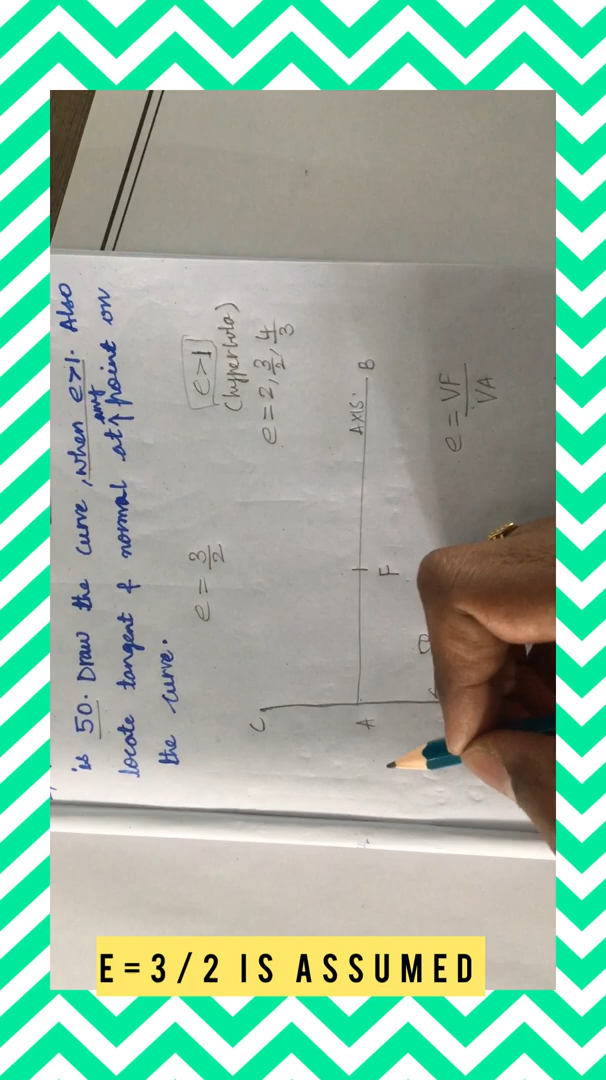 is 50. Draw the curve, when e>1. Also
locate tangent & normal at any point on
the curve.
e = 3/2
e>1
(hyperbola)
e = 2, 3/2, 4/3
C
A
F
AXIS.
B
e = VF/VA
E=3/2 IS ASSUMED